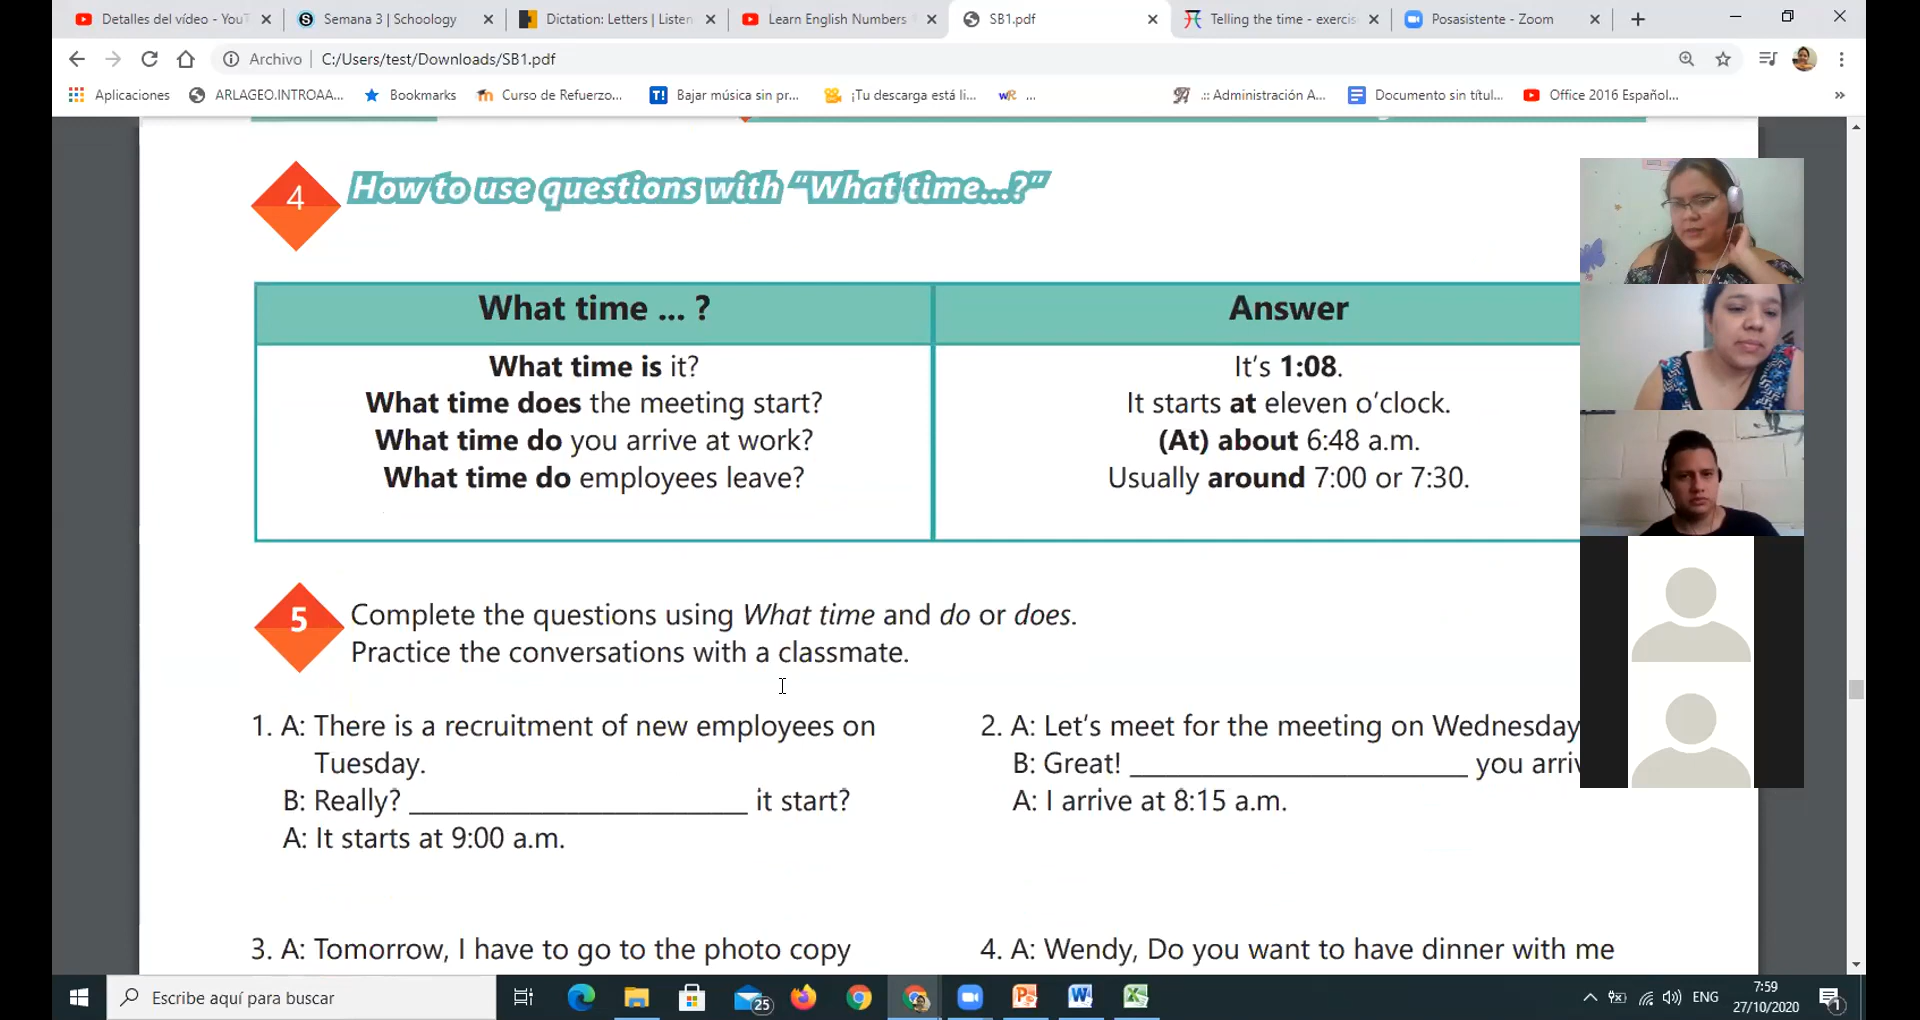 Detalles del vídeo - YouT
Semana 3 | Schoology
Dictation: Letters | Listen
Learn English Numbers
SB1.pdf
Telling the time - exercis
Posasistente - Zoom
Archivo | C:/Users/test/Downloads/SB1.pdf
Aplicaciones
ARLAGEO.INTROAA...
Bookmarks
Curso de Refuerzo...
Bajar música sin pr...
¡Tu descarga está li...
...
.:: Administración A...
Documento sin títul...
Office 2016 Español...
»
4
How to use questions with “What time...?”
What time ... ?
Answer
What time is it?
It's 1:08.
What time does the meeting start?
It starts at eleven o'clock.
What time do you arrive at work?
(At) about 6:48 a.m.
What time do employees leave?
Usually around 7:00 or 7:30.
5
Complete the questions using What time and do or does.
Practice the conversations with a classmate.
1. A: There is a recruitment of new employees on
Tuesday.
B: Really? ______________________ it start?
A: It starts at 9:00 a.m.
2. A: Let's meet for the meeting on Wednesday
B: Great! ______________________ you arriv
A: I arrive at 8:15 a.m.
3. A: Tomorrow, I have to go to the photo copy
4. A: Wendy, Do you want to have dinner with me
Escribe aquí para buscar
25
ENG
7:59
27/10/2020
1